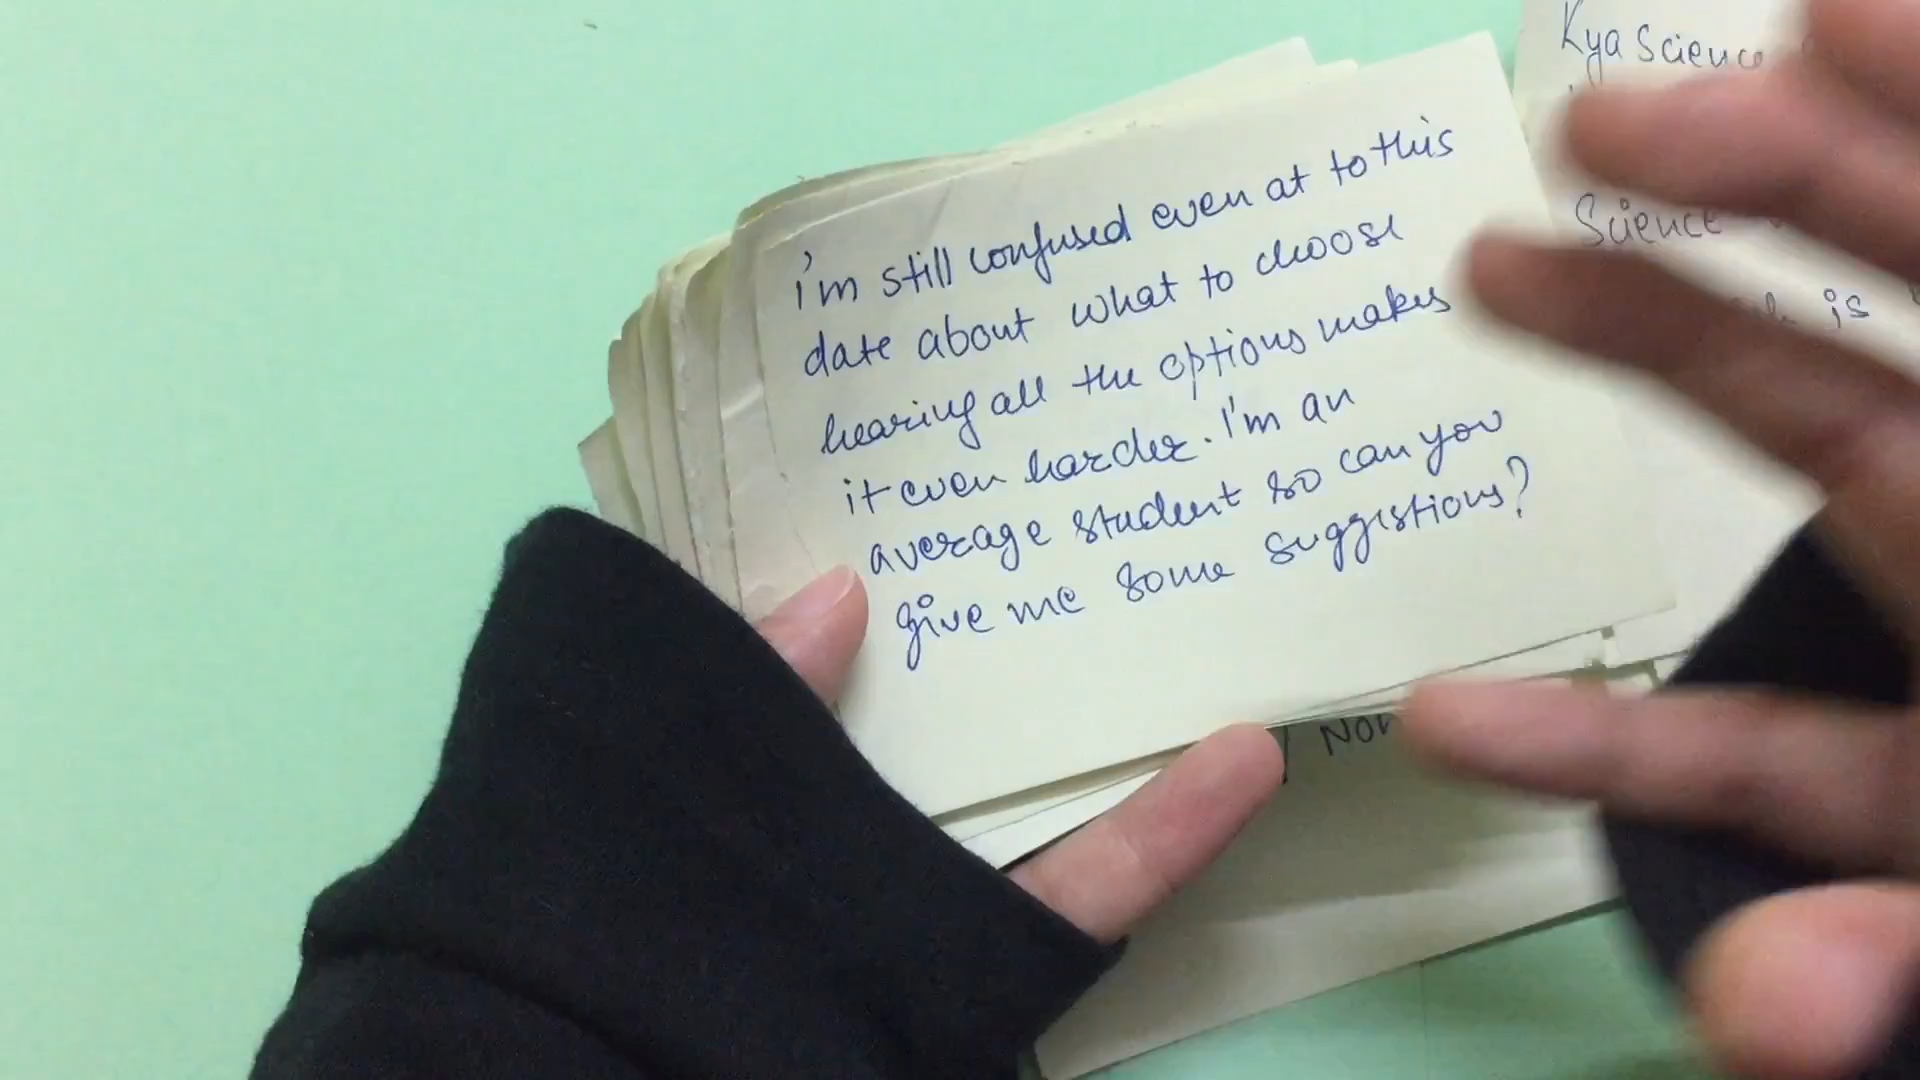 i'm still confused even at to this
date about what to choose
hearing all the options makes
it even harder. I'm an
average student so can you
give me some suggestions?
Kya Science
Science
is